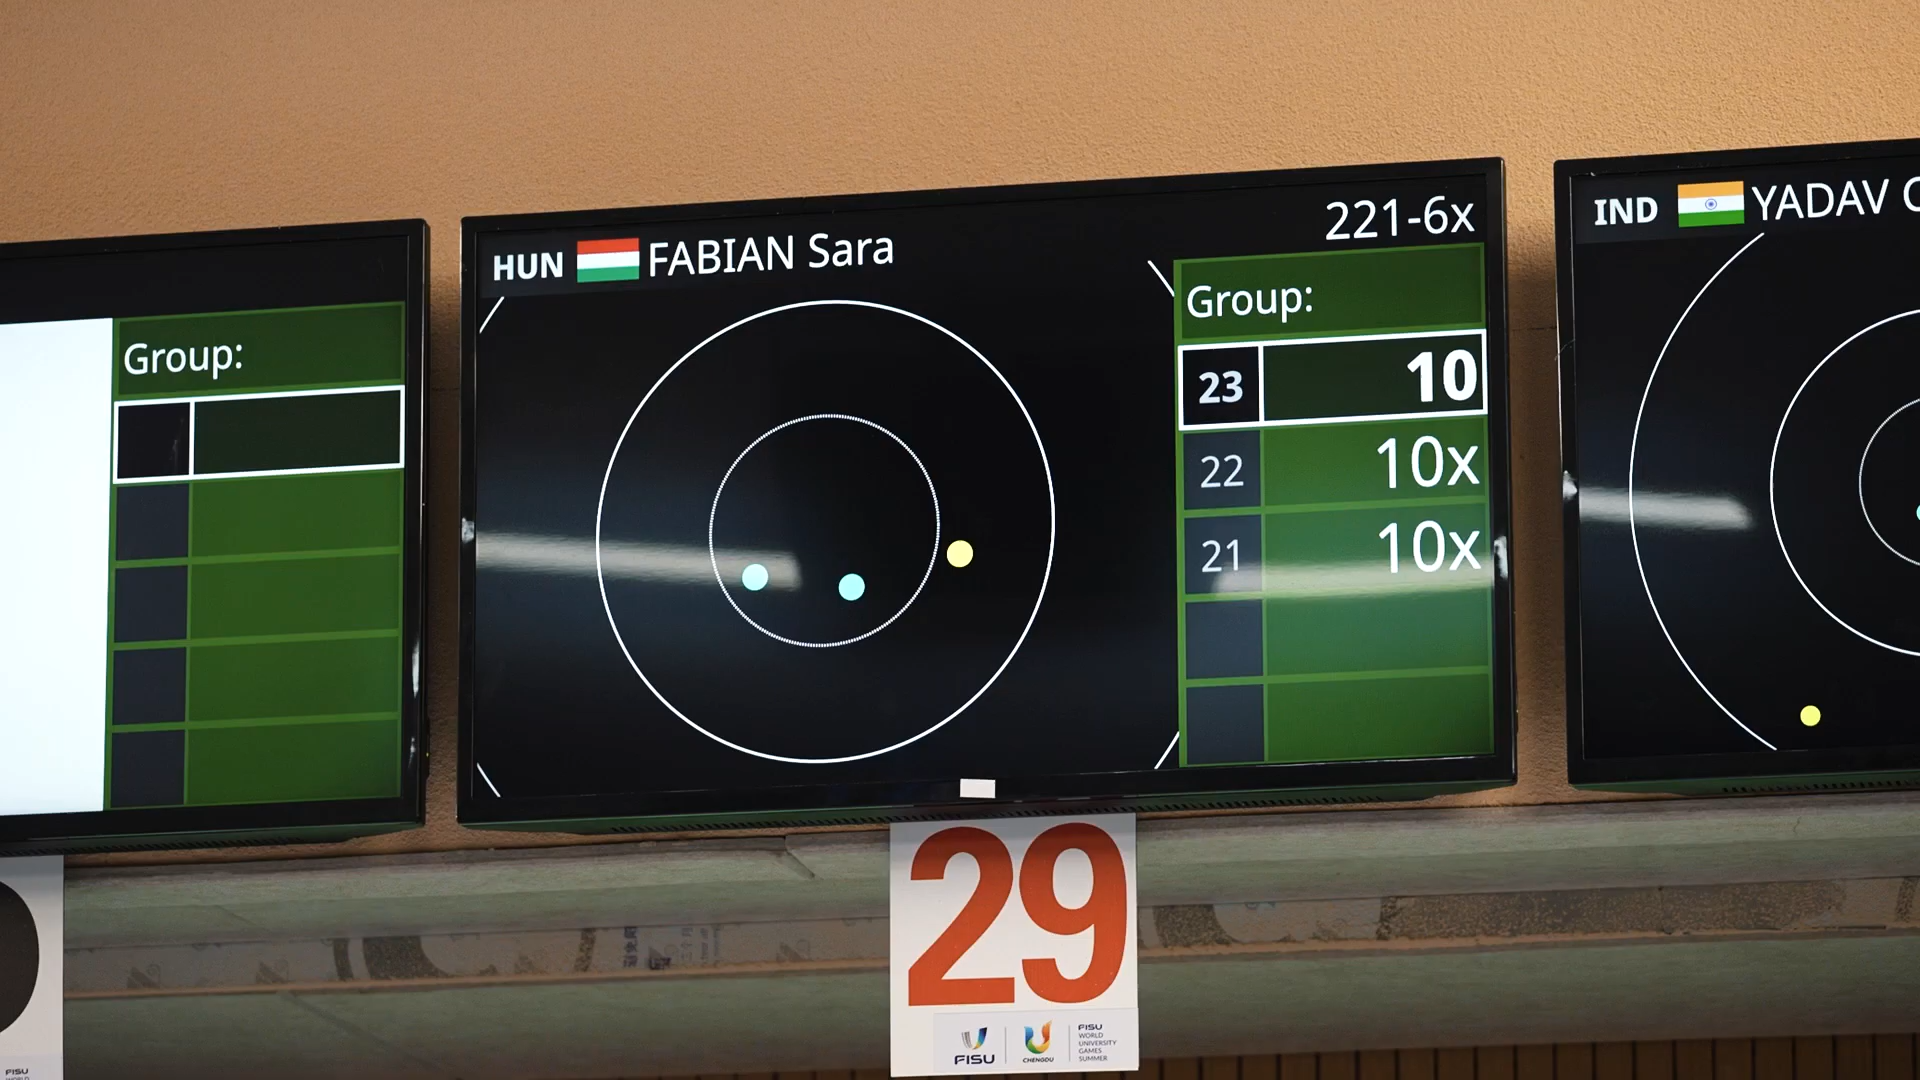 Group:
HUN FABIAN Sara
221-6x
Group:
23 10
22 10x
21 10x
IND YADAV
29
FISU
CHENGDU
FISU
WORLD
UNIVERSITY
GAMES
SUMMER
FISU